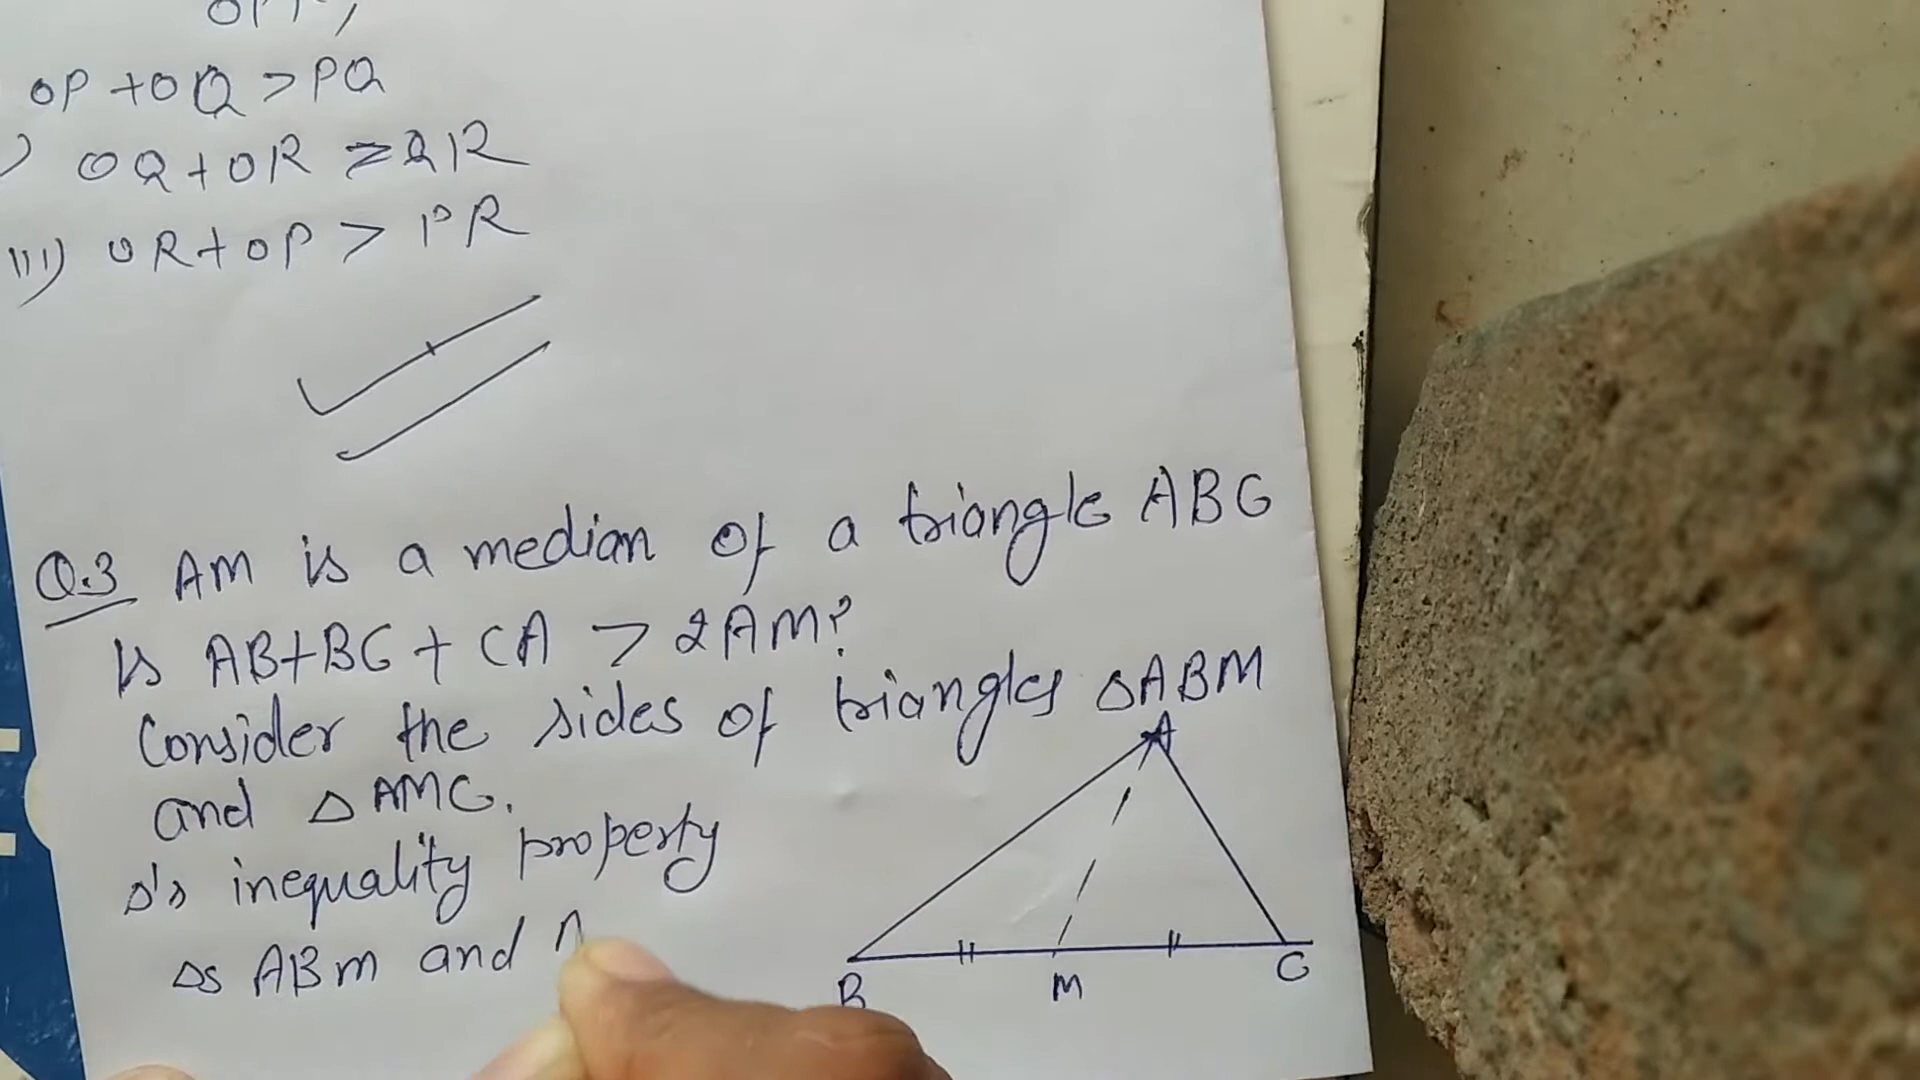 OP + OQ > PQ
) OQ + OR > QR
iii) OR + OP > PR
Q.3 AM is a median of a triangle ABC
Is AB+BC + CA > 2AM?
Consider the sides of triangles ΔABM
and Δ AMC.
Δ's inequality property
Δs ABM and
A
B
M
C